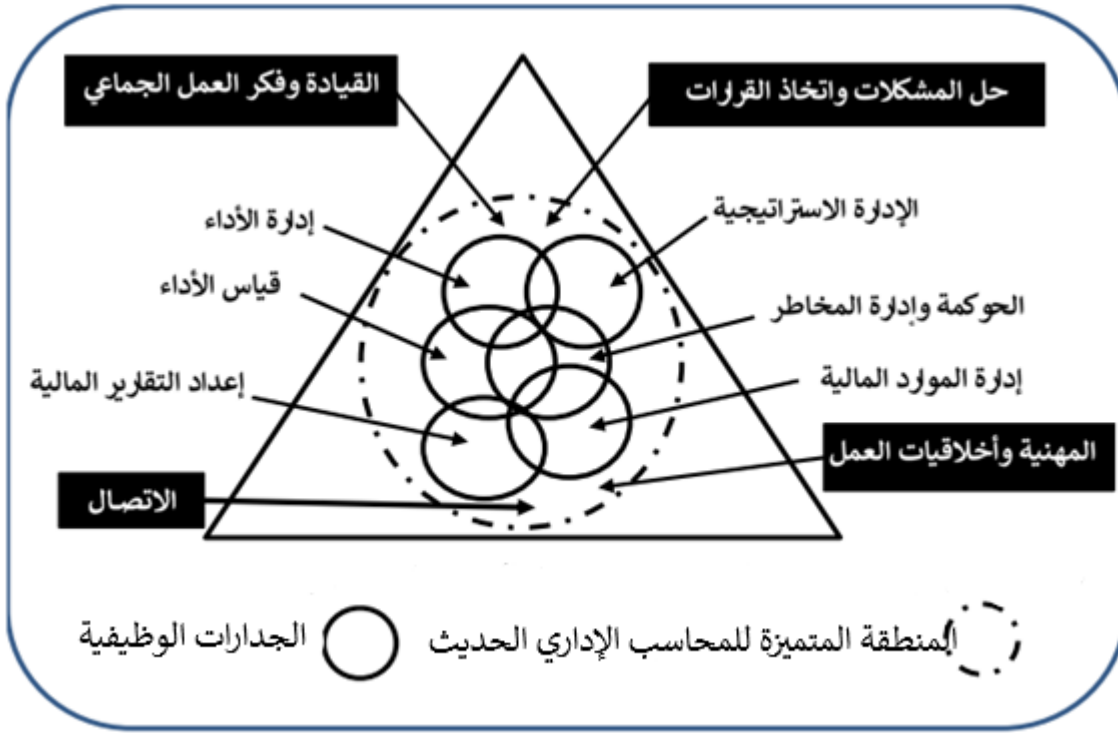 حل المشكلات واتخاذ القرارات
القيادة وفكر العمل الجماعي
الإدارة الاستراتيجية
إدارة الأداء
قياس الأداء
الحوكمة وإدارة المخاطر
إدارة الموارد المالية
إعداد التقارير المالية
المهنية وأخلاقيات العمل
الاتصال
المنطقة المتميزة للمحاسب الإداري الحديث
الجدارات الوظيفية